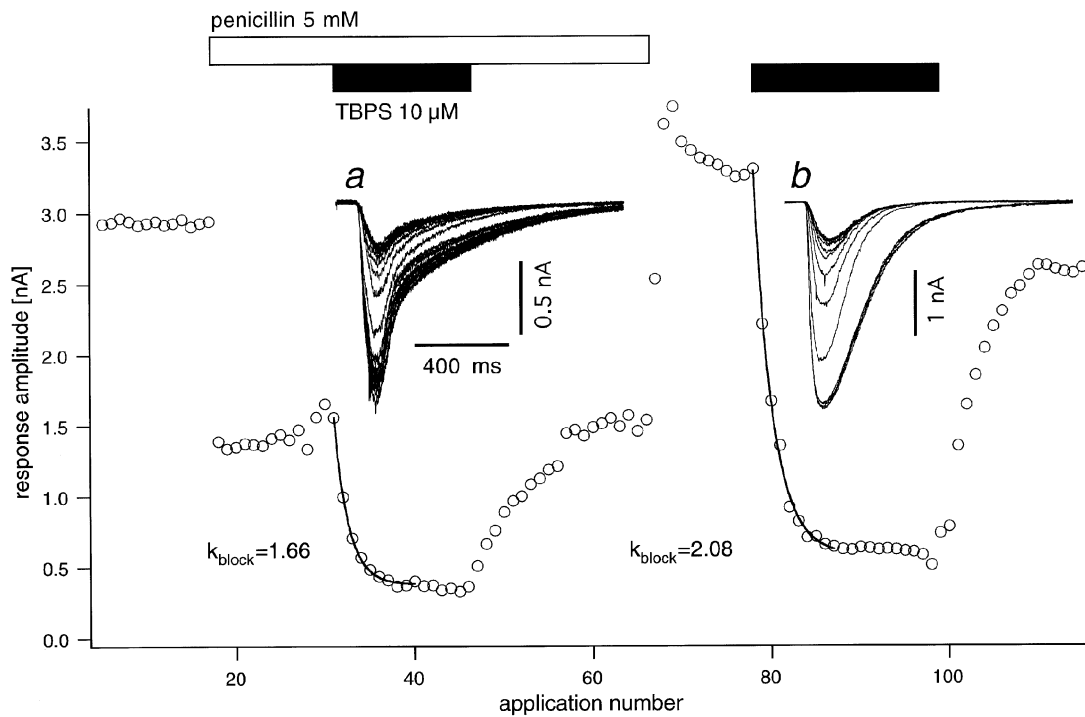 penicillin 5 mM
TBPS 10 µM
a
b
0.5 nA
400 ms
1 nA
k_block=1.66
k_block=2.08
response amplitude [nA]
3.5
3.0
2.5
2.0
1.5
1.0
0.5
0.0
20
40
60
80
100
application number